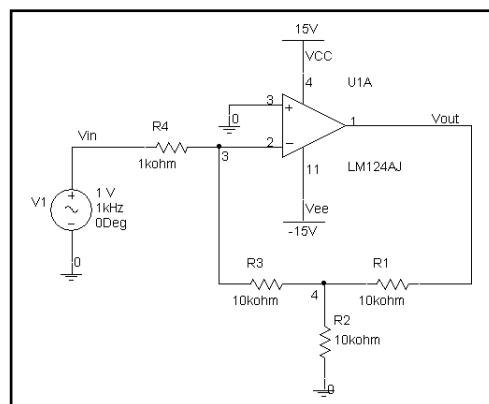 15V
VCC
4
U1A
3
0
1
Vout
Vin
R4
1kohm
3
2
LM124AJ
11
V1
1 V
1kHz
0Deg
Vee
-15V
0
R3
10kohm
4
R1
10kohm
R2
10kohm
0